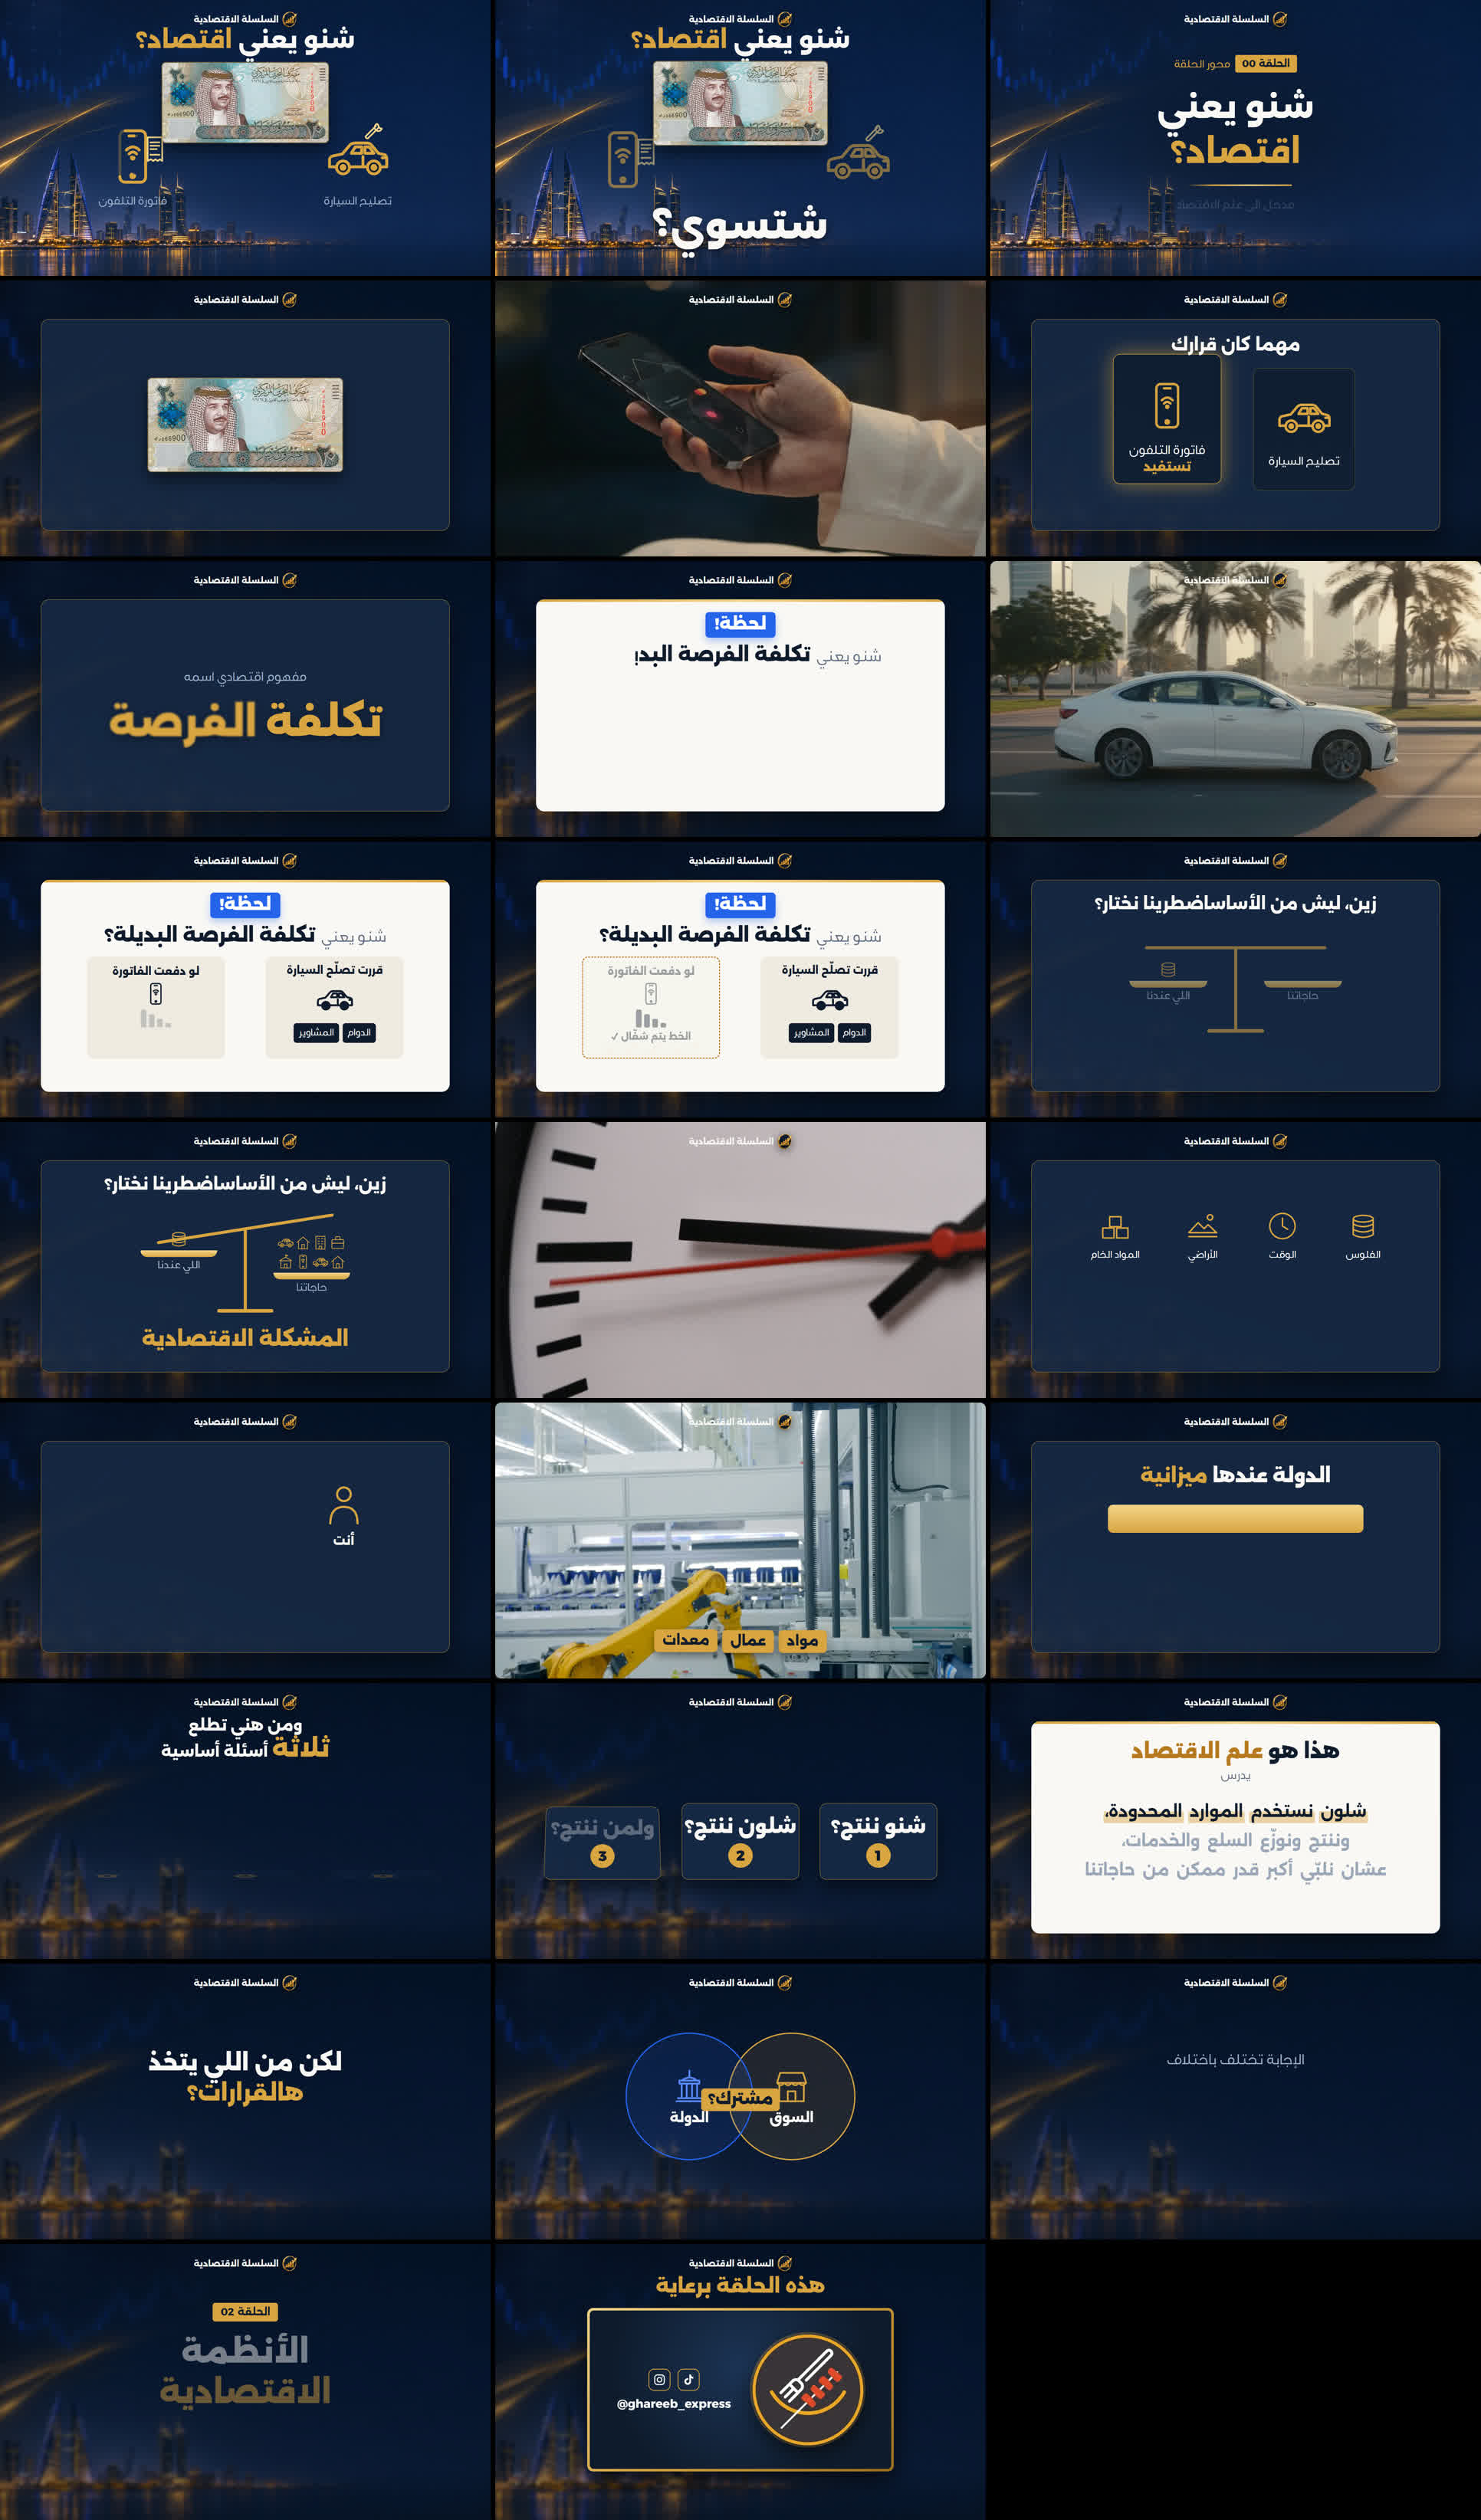 السلسلة الاقتصادية
شنو يعني اقتصاد؟
فاتورة التلفون
تصليح السيارة
السلسلة الاقتصادية
شنو يعني اقتصاد؟
شتسوي؟
السلسلة الاقتصادية
الحلقة 00
محور الحلقة
شنو يعني
اقتصاد؟
مدخل الى علم الاقتصاد
السلسلة الاقتصادية
السلسلة الاقتصادية
السلسلة الاقتصادية
مهما كان قرارك
تصليح السيارة
فاتورة التلفون
تستفيد
السلسلة الاقتصادية
مفهوم اقتصادي اسمه
تكلفة الفرصة
السلسلة الاقتصادية
لحظة!
شنو يعني تكلفة الفرصة البد
السلسلة الاقتصادية
السلسلة الاقتصادية
لحظة!
شنو يعني تكلفة الفرصة البديلة؟
قررت تصلّح السيارة
الدوام
المشاوير
لو دفعت الفاتورة
السلسلة الاقتصادية
لحظة!
شنو يعني تكلفة الفرصة البديلة؟
قررت تصلّح السيارة
الدوام
المشاوير
لو دفعت الفاتورة
الخط يتم شغّال ✓
السلسلة الاقتصادية
زين، ليش من الأساساضطرينا نختار؟
حاجاتنا
اللي عندنا
السلسلة الاقتصادية
زين، ليش من الأساساضطرينا نختار؟
اللي عندنا
حاجاتنا
المشكلة الاقتصادية
السلسلة الاقتصادية
السلسلة الاقتصادية
الفلوس
الوقت
الأراضي
المواد الخام
السلسلة الاقتصادية
أنت
السلسلة الاقتصادية
مواد
عمال
معدات
السلسلة الاقتصادية
الدولة عندها ميزانية
السلسلة الاقتصادية
ومن هني تطلع
ثلاثة أسئلة أساسية
السلسلة الاقتصادية
شنو ننتج؟
1
شلون ننتج؟
2
ولمن ننتج؟
3
السلسلة الاقتصادية
هذا هو علم الاقتصاد
يدرس
شلون نستخدم الموارد المحدودة،
وننتج ونوزّع السلع والخدمات،
عشان نلبّي أكبر قدر ممكن من حاجاتنا
السلسلة الاقتصادية
لكن من اللي يتخذ
هالقرارات؟
السلسلة الاقتصادية
السوق
مشترك؟
الدولة
السلسلة الاقتصادية
الإجابة تختلف باختلاف
السلسلة الاقتصادية
الحلقة 02
الأنظمة
الاقتصادية
السلسلة الاقتصادية
هذه الحلقة برعاية
@ghareeb_express